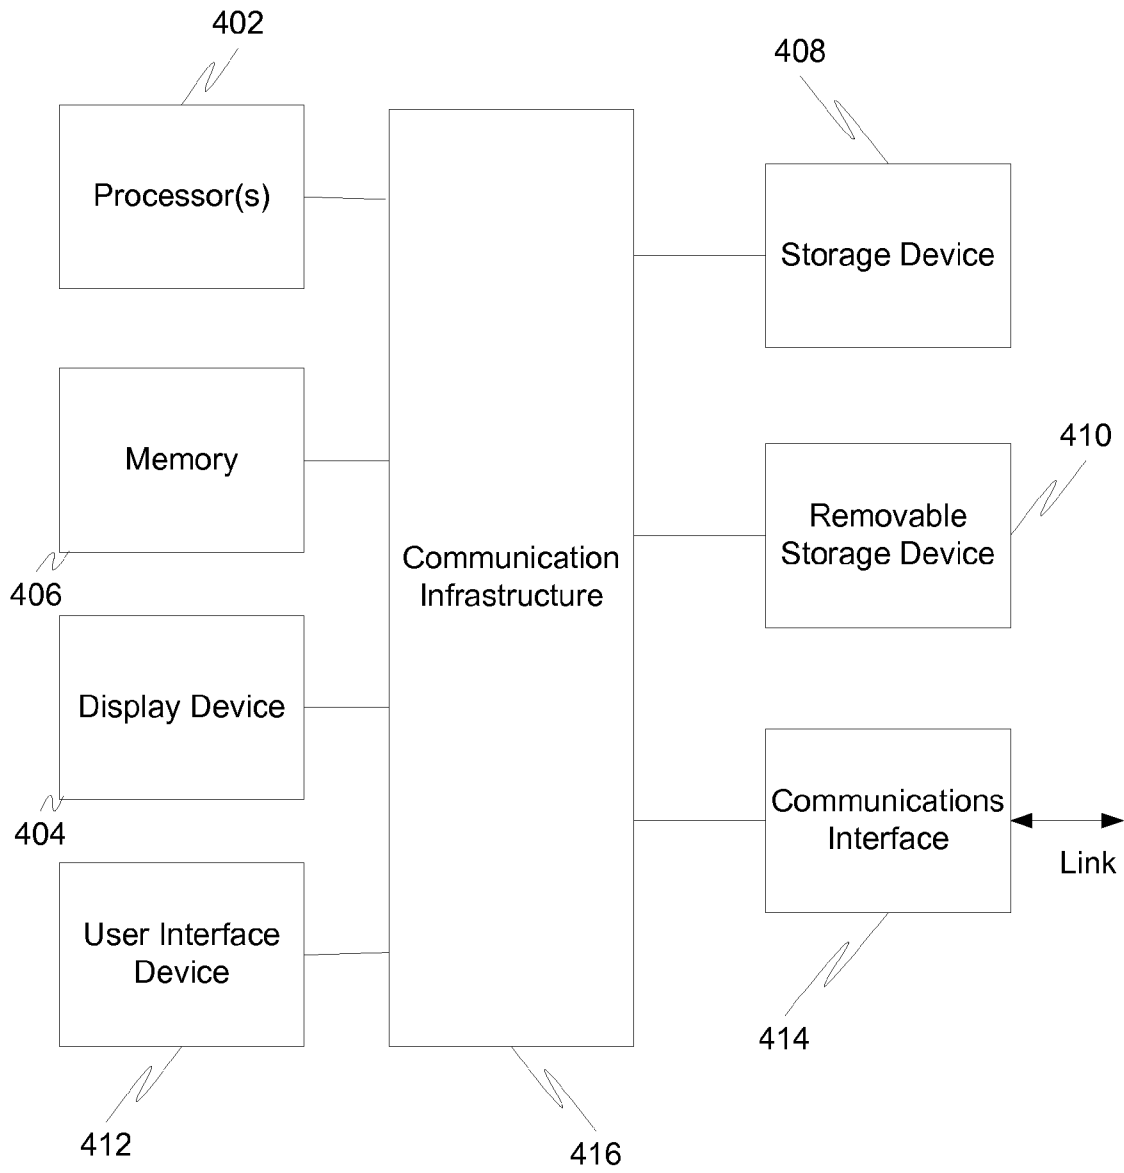 402
408
Processor(s)
Storage Device
410
Memory
Removable
Storage Device
406
Communication
Infrastructure
Display Device
404
Communications
Interface
Link
User Interface
Device
414
412
416